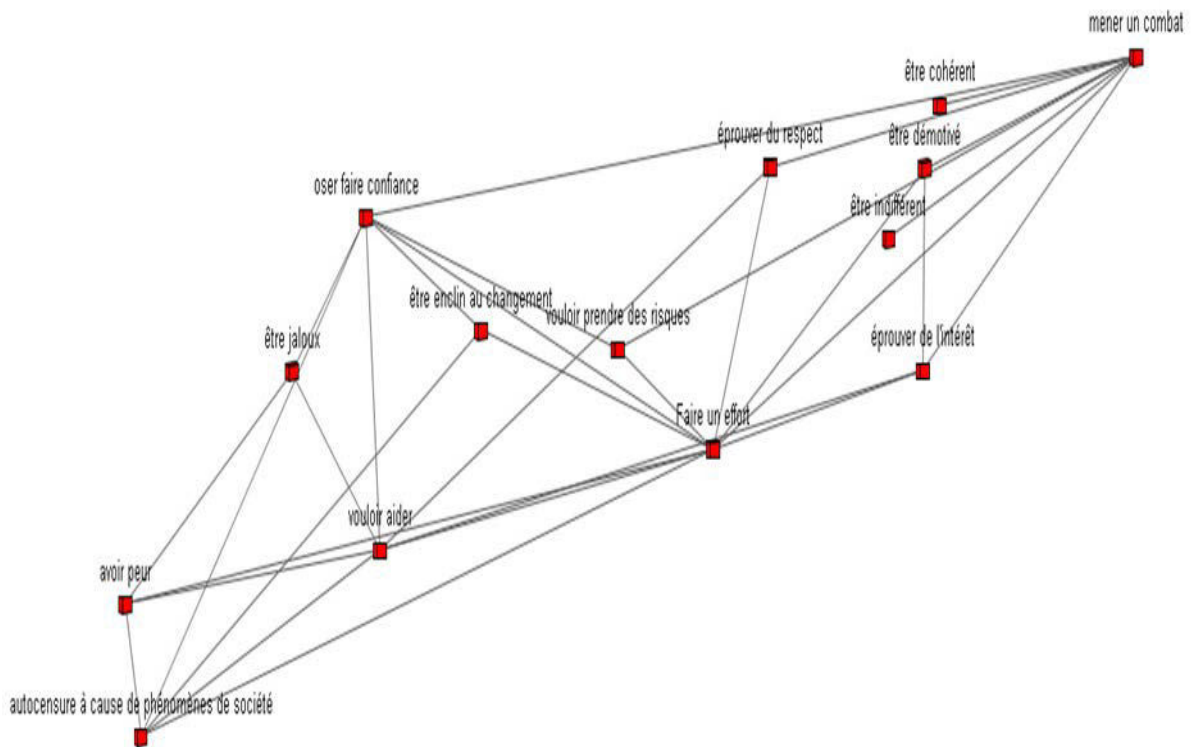 mener un combat
être cohérent
éprouver du respect
être démotivé
oser faire confiance
être indifférent
être enclin au changement
vouloir prendre des risques
être jaloux
éprouver de l'intérêt
Faire un effort
vouloir aider
avoir peur
autocensure à cause de phénomènes de société